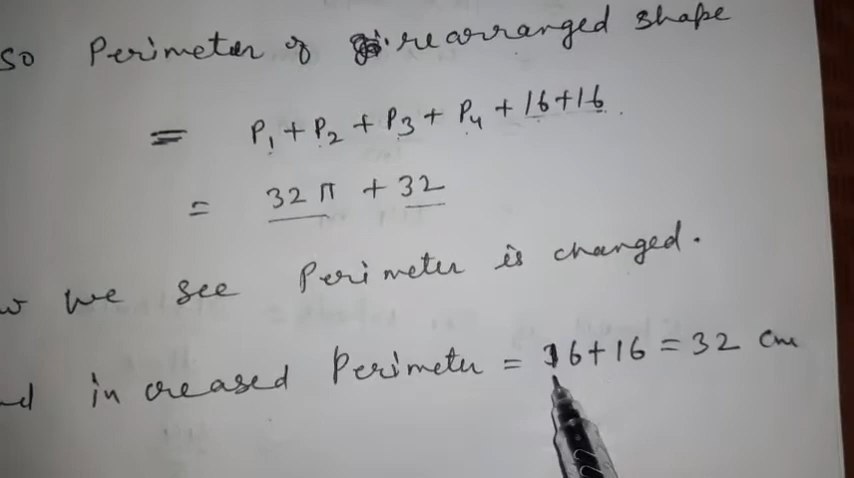 so Perimeter of rearranged shape
= P₁ + P₂ + P₃ + P₄ + 16+16
= 32 π + 32
we see Perimeter is changed.
increased Perimeter = 16+16 = 32 cm